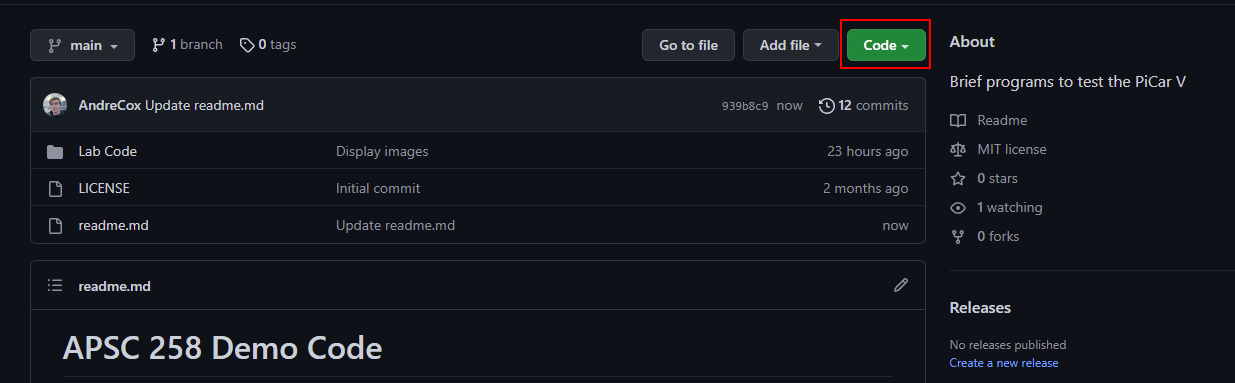 main 1 branch 0 tags Go to file Add file Code
AndreCox Update readme.md 939b8c9 now 12 commits
Lab Code Display images 23 hours ago
LICENSE Initial commit 2 months ago
readme.md Update readme.md now
readme.md
APSC 258 Demo Code
About
Brief programs to test the PiCar V
Readme
MIT license
0 stars
1 watching
0 forks
Releases
No releases published
Create a new release